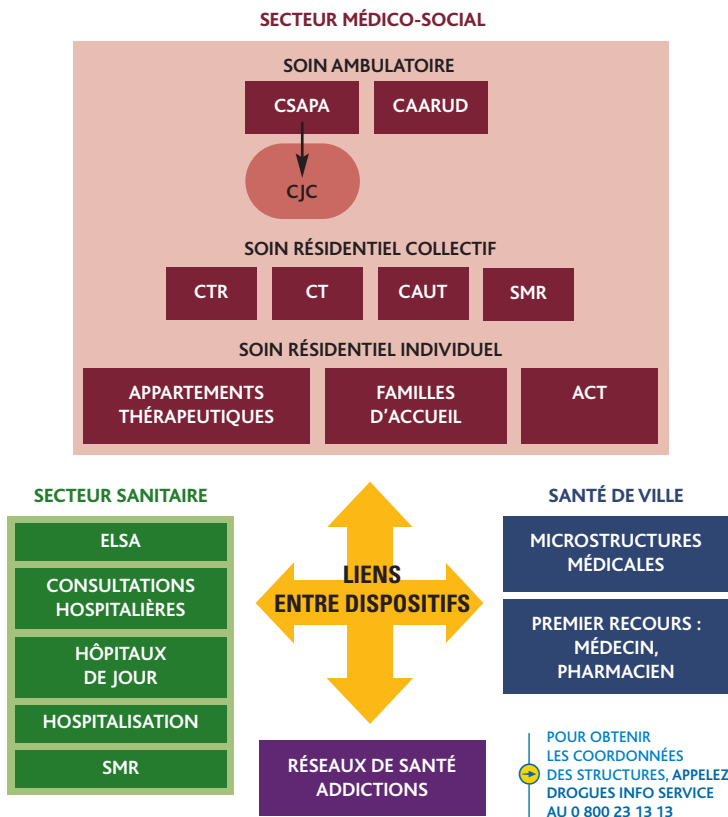 SECTEUR MÉDICO-SOCIAL
SOIN AMBULATOIRE
CSAPA
CAARUD
CJC
SOIN RÉSIDENTIEL COLLECTIF
CTR
CT
CAUT
SMR
SOIN RÉSIDENTIEL INDIVIDUEL
APPARTEMENTS
THÉRAPEUTIQUES
FAMILLES
D'ACCUEIL
ACT
SECTEUR SANITAIRE
ELSA
CONSULTATIONS
HOSPITALIÈRES
HÔPITAUX
DE JOUR
HOSPITALISATION
SMR
LIENS
ENTRE DISPOSITIFS
SANTÉ DE VILLE
MICROSTRUCTURES
MÉDICALES
PREMIER RECOURS :
MÉDECIN,
PHARMACIEN
RÉSEAUX DE SANTÉ
ADDICTIONS
POUR OBTENIR
LES COORDONNÉES
DES STRUCTURES, APPELEZ
DROGUES INFO SERVICE
AU 0 800 23 13 13